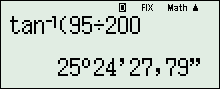 D FIX Math ▲
tan⁻¹(95÷200
25°24’27,79”